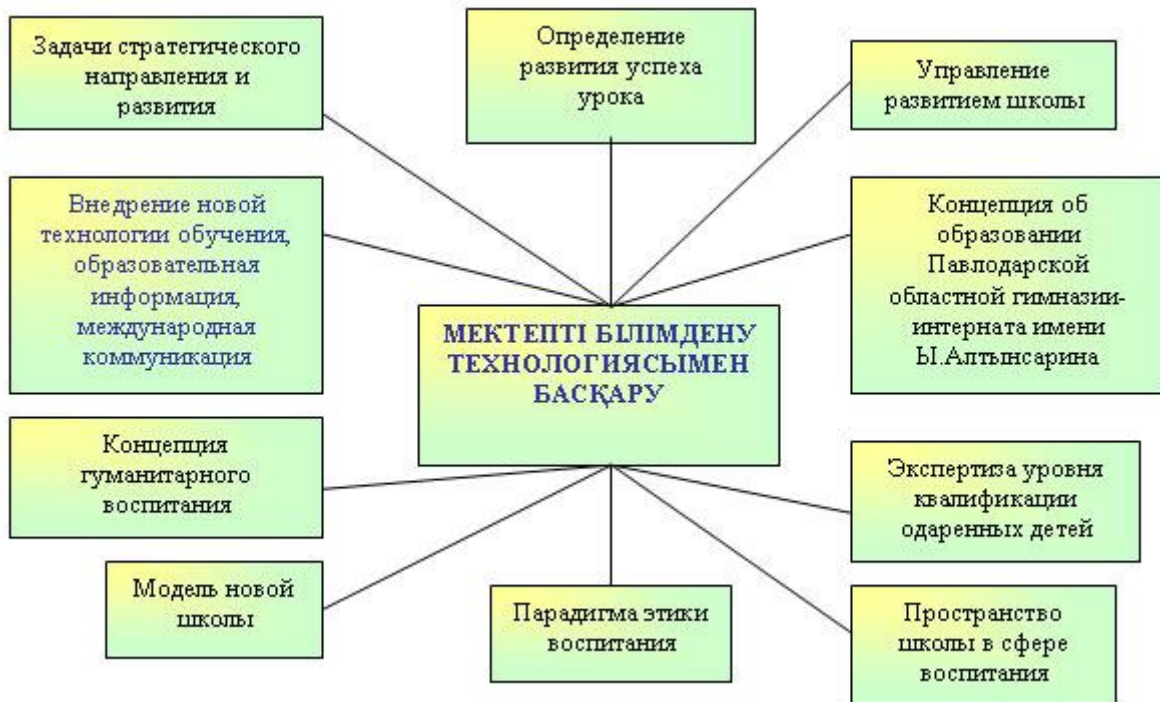 Задачи стратегического
направления и
развития
Определение
развития успеха
урока
Управление
развитием школы
Внедрение новой
технологии обучения,
образовательная
информация,
международная
коммуникация
Концепция об
образовании
Павлодарской
областной гимназии-
интерната имени
Ы.Алтынсарина
МЕКТЕПТІ БІЛІМДЕНУ
ТЕХНОЛОГИЯСЫМЕН
БАСҚАРУ
Концепция
гуманитарного
воспитания
Экспертиза уровня
квалификации
одаренных детей
Модель новой
школы
Парадигма этики
воспитания
Пространство
школы в сфере
воспитания